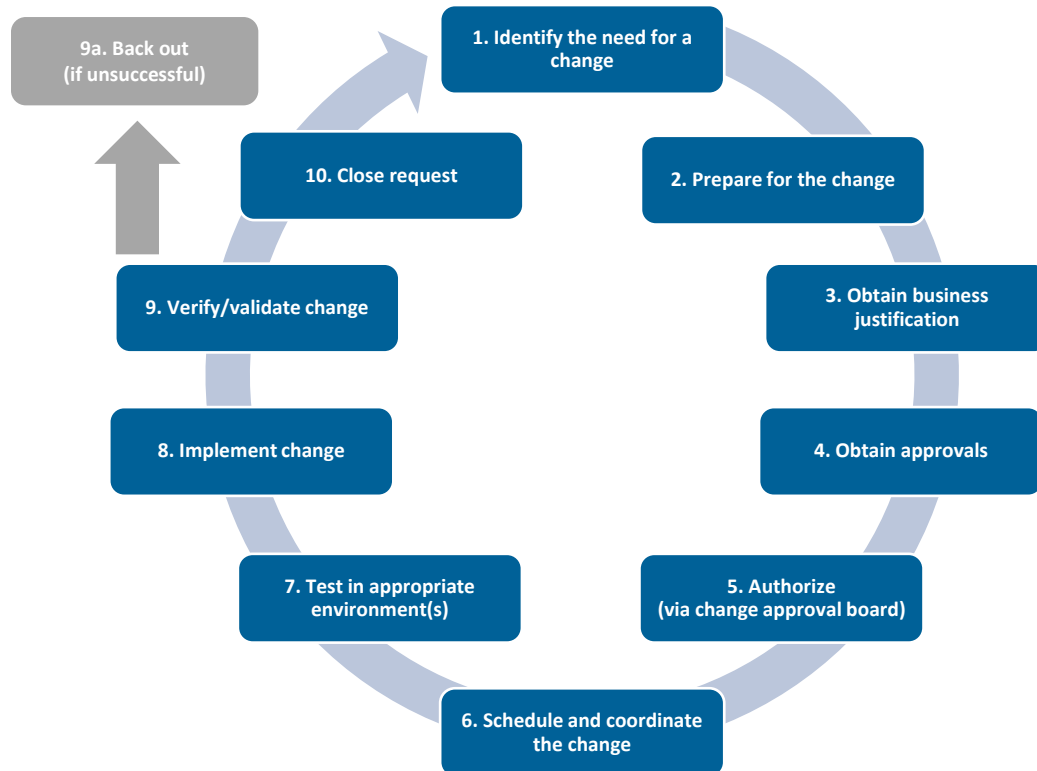 1. Identify the need for a
change
2. Prepare for the change
3. Obtain business
justification
4. Obtain approvals
5. Authorize
(via change approval board)
6. Schedule and coordinate
the change
7. Test in appropriate
environment(s)
8. Implement change
9. Verify/validate change
9a. Back out
(if unsuccessful)
10. Close request